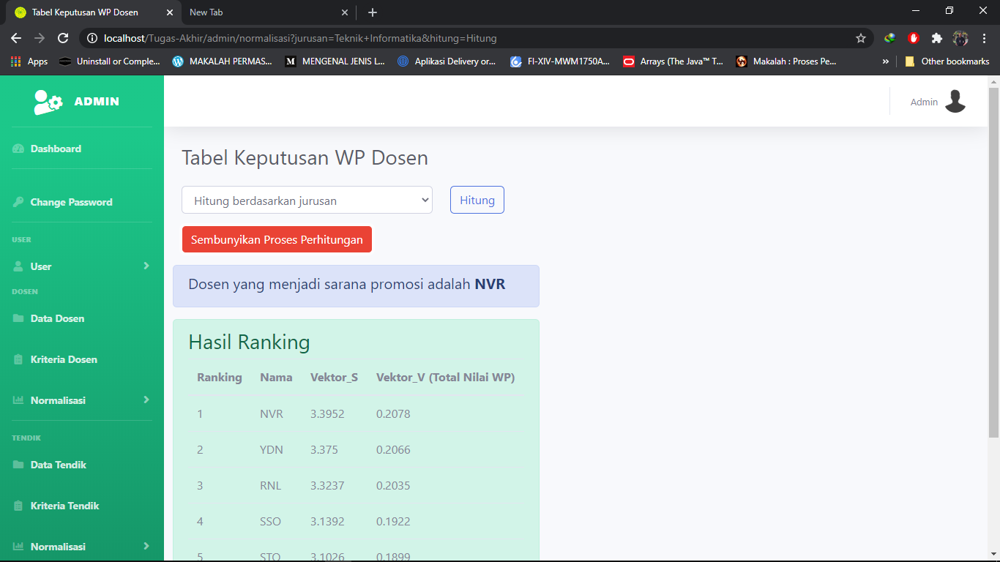 Tabel Keputusan WP Dosen
New Tab
localhost/Tugas-Akhir/admin/normalisasi?jurusan=Teknik+Informatika&hitung=Hitung
Apps Uninstall or Comple... MAKALAH PERMAS... MENGENAL JENIS L... Aplikasi Delivery or... FI-XIV-MWM1750A... Arrays (The Java™ T... Makalah : Proses Pe... » Other bookmarks
ADMIN
Admin
Dashboard
Change Password
USER
User
DOSEN
Data Dosen
Kriteria Dosen
Normalisasi
TENDIK
Data Tendik
Kriteria Tendik
Normalisasi
Tabel Keputusan WP Dosen
Hitung berdasarkan jurusan
Hitung
Sembunyikan Proses Perhitungan
Dosen yang menjadi sarana promosi adalah NVR
Hasil Ranking
Ranking Nama Vektor_S Vektor_V (Total Nilai WP)
1 NVR 3.3952 0.2078
2 YDN 3.375 0.2066
3 RNL 3.3237 0.2035
4 SSO 3.1392 0.1922
5 STO 3.1026 0.1899